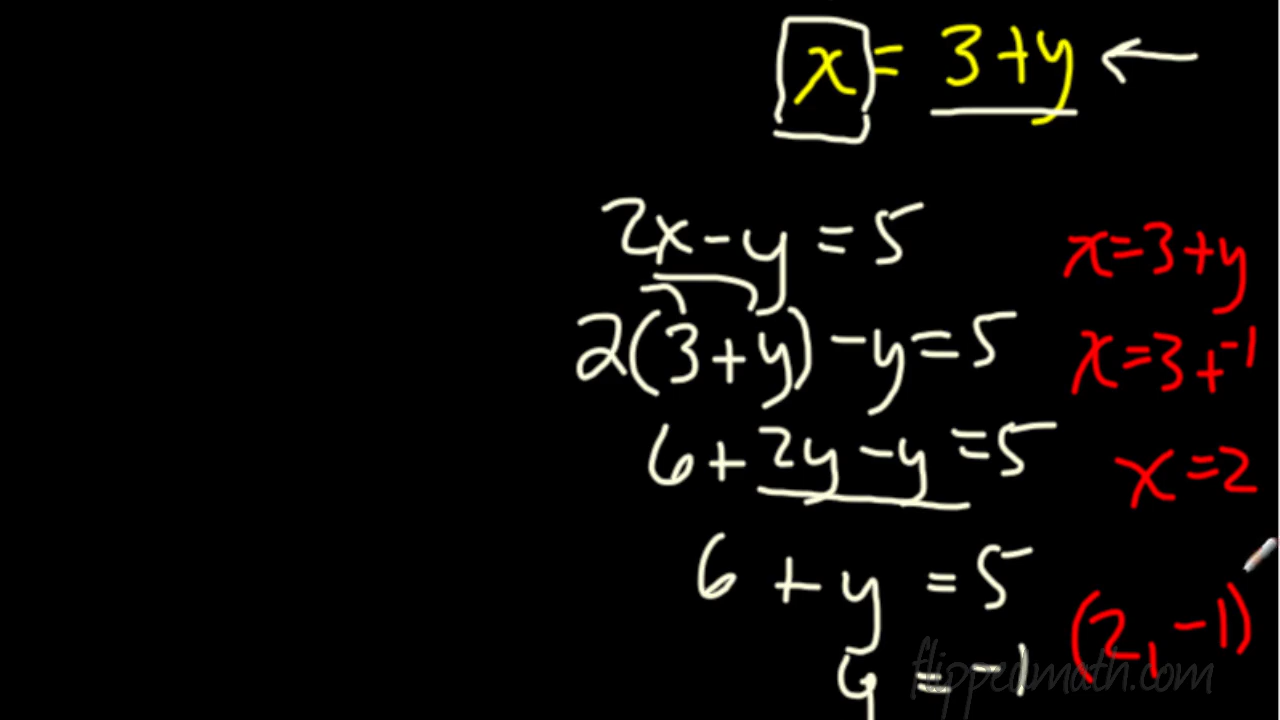 x = 3 + y ←
2x - y = 5
2(3 + y) - y = 5
6 + 2y - y = 5
6 + y = 5
y = -1
x = 3 + y
x = 3 + -1
x = 2
(2, -1)
flippedmath.com